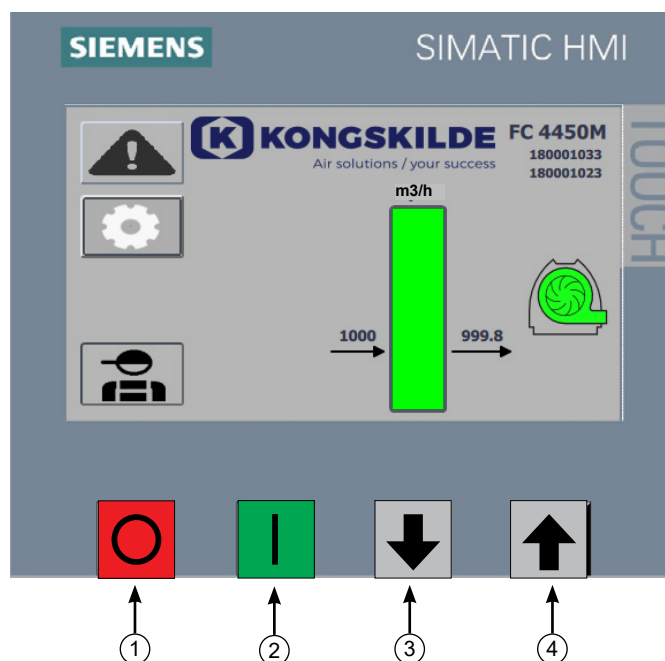 SIEMENS
SIMATIC HMI
TOUCH
KONGSKILDE
Air solutions / your success
FC 4450M
180001033
180001023
m3/h
1000
999.8
1
2
3
4